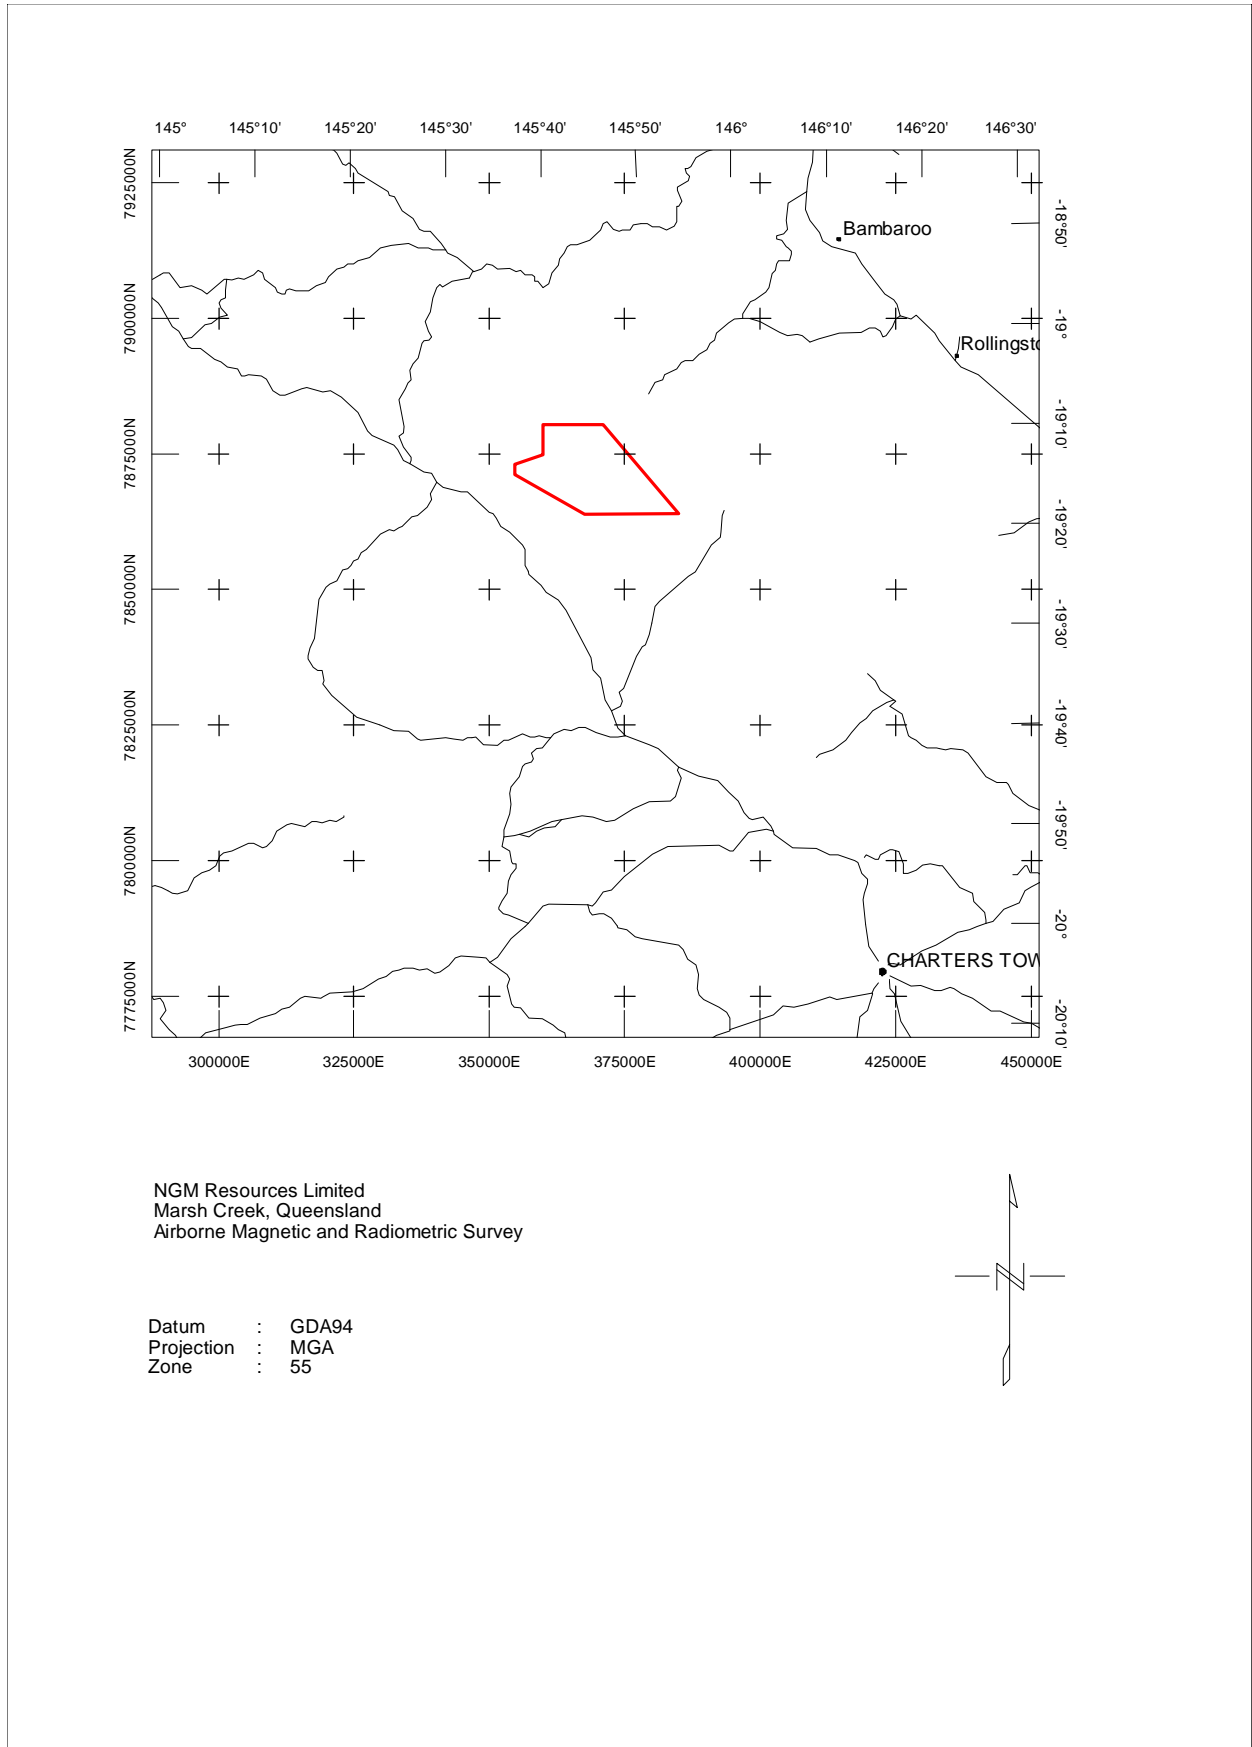 145° 145°10' 145°20' 145°30' 145°40' 145°50' 146° 146°10' 146°20' 146°30'
7925000N
-18°50'
Bambaroo
7900000N
-19°
Rollingsto
-19°10'
7875000N
-19°20'
7850000N
-19°30'
7825000N
-19°40'
-19°50'
7800000N
-20°
CHARTERS TOW
7775000N
-20°10'
300000E 325000E 350000E 375000E 400000E 425000E 450000E
NGM Resources Limited
Marsh Creek, Queensland
Airborne Magnetic and Radiometric Survey
N
Datum : GDA94
Projection : MGA
Zone : 55